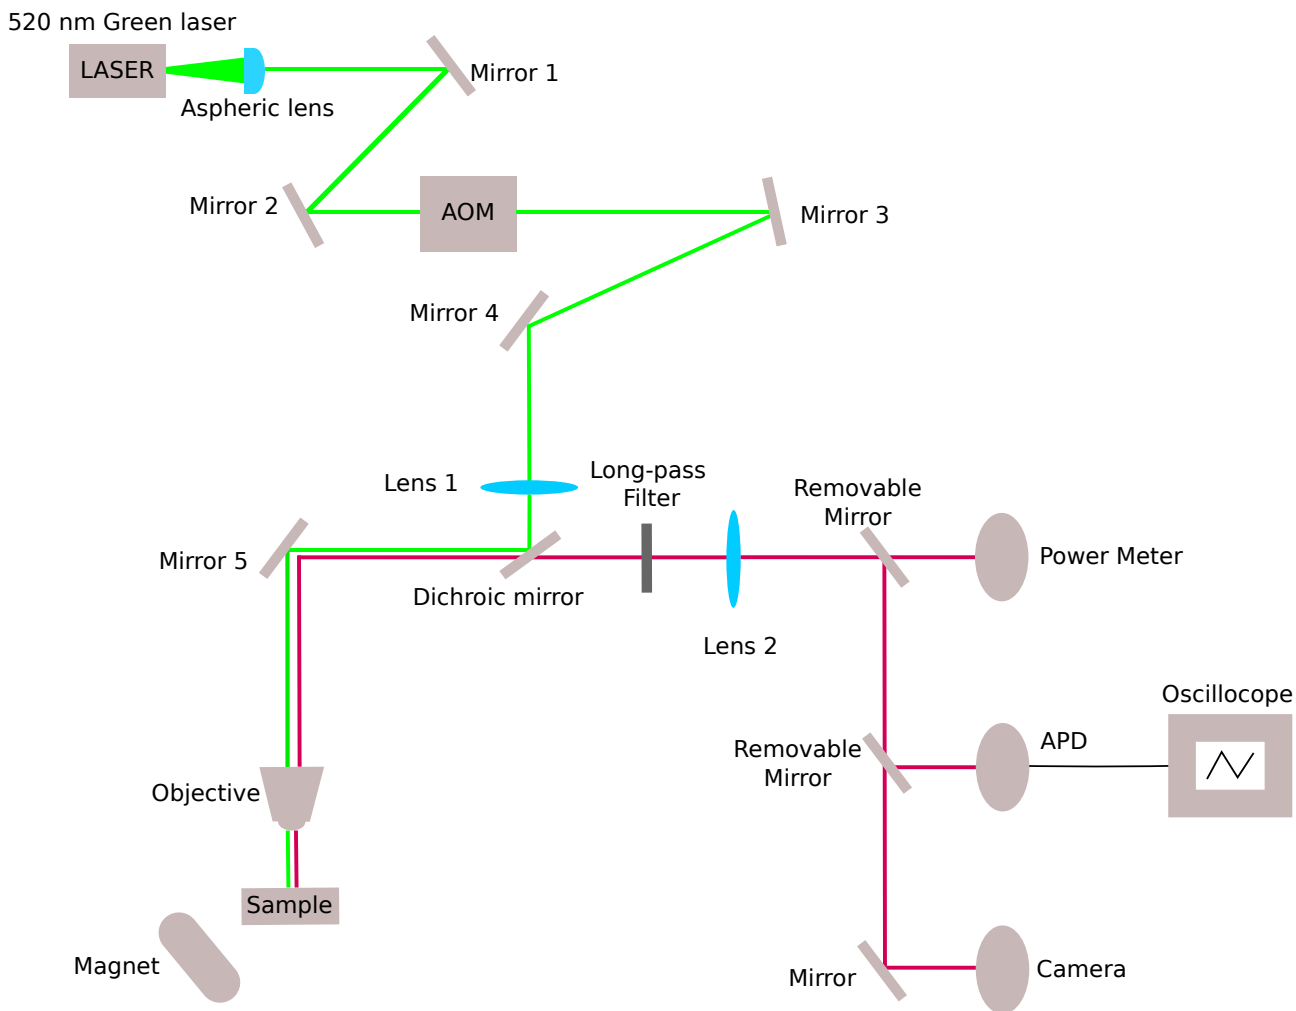 520 nm Green laser
LASER
Aspheric lens
Mirror 1
Mirror 2
AOM
Mirror 3
Mirror 4
Lens 1
Long-pass
Filter
Removable
Mirror
Mirror 5
Dichroic mirror
Power Meter
Lens 2
Oscillocope
Removable
Mirror
APD
Objective
Sample
Magnet
Mirror
Camera